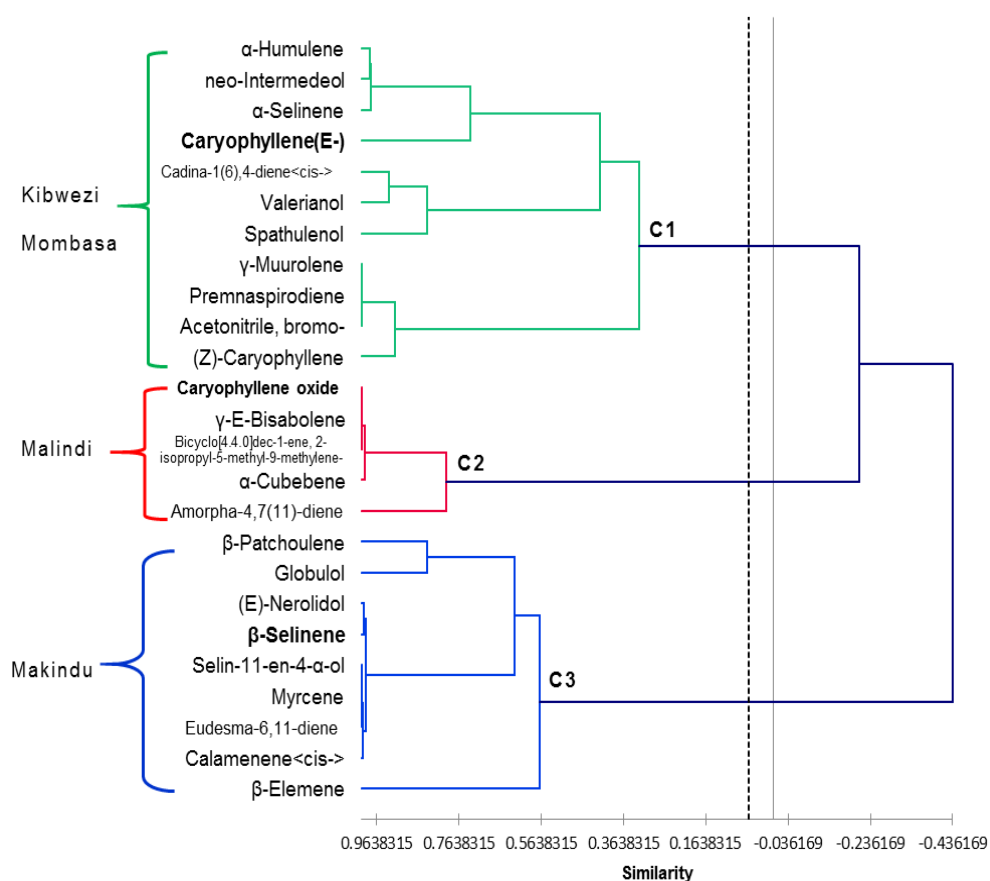 α-Humulene
neo-Intermedeol
α-Selinene
Caryophyllene(E-)
Cadina-1(6),4-diene<cis->
Kibwezi
Valerianol
Mombasa
Spathulenol
C1
γ-Muurolene
Premnaspirodiene
Acetonitrile, bromo-
(Z)-Caryophyllene
Caryophyllene oxide
γ-E-Bisabolene
Malindi
Bicyclo[4.4.0]dec-1-ene, 2-
isopropyl-5-methyl-9-methylene-
C2
α-Cubebene
Amorpha-4,7(11)-diene
β-Patchoulene
Globulol
(E)-Nerolidol
β-Selinene
Makindu
Selin-11-en-4-α-ol
C3
Myrcene
Eudesma-6,11-diene
Calamenene<cis->
β-Elemene
0.9638315 0.7638315 0.5638315 0.3638315 0.1638315 -0.036169 -0.236169 -0.436169
Similarity